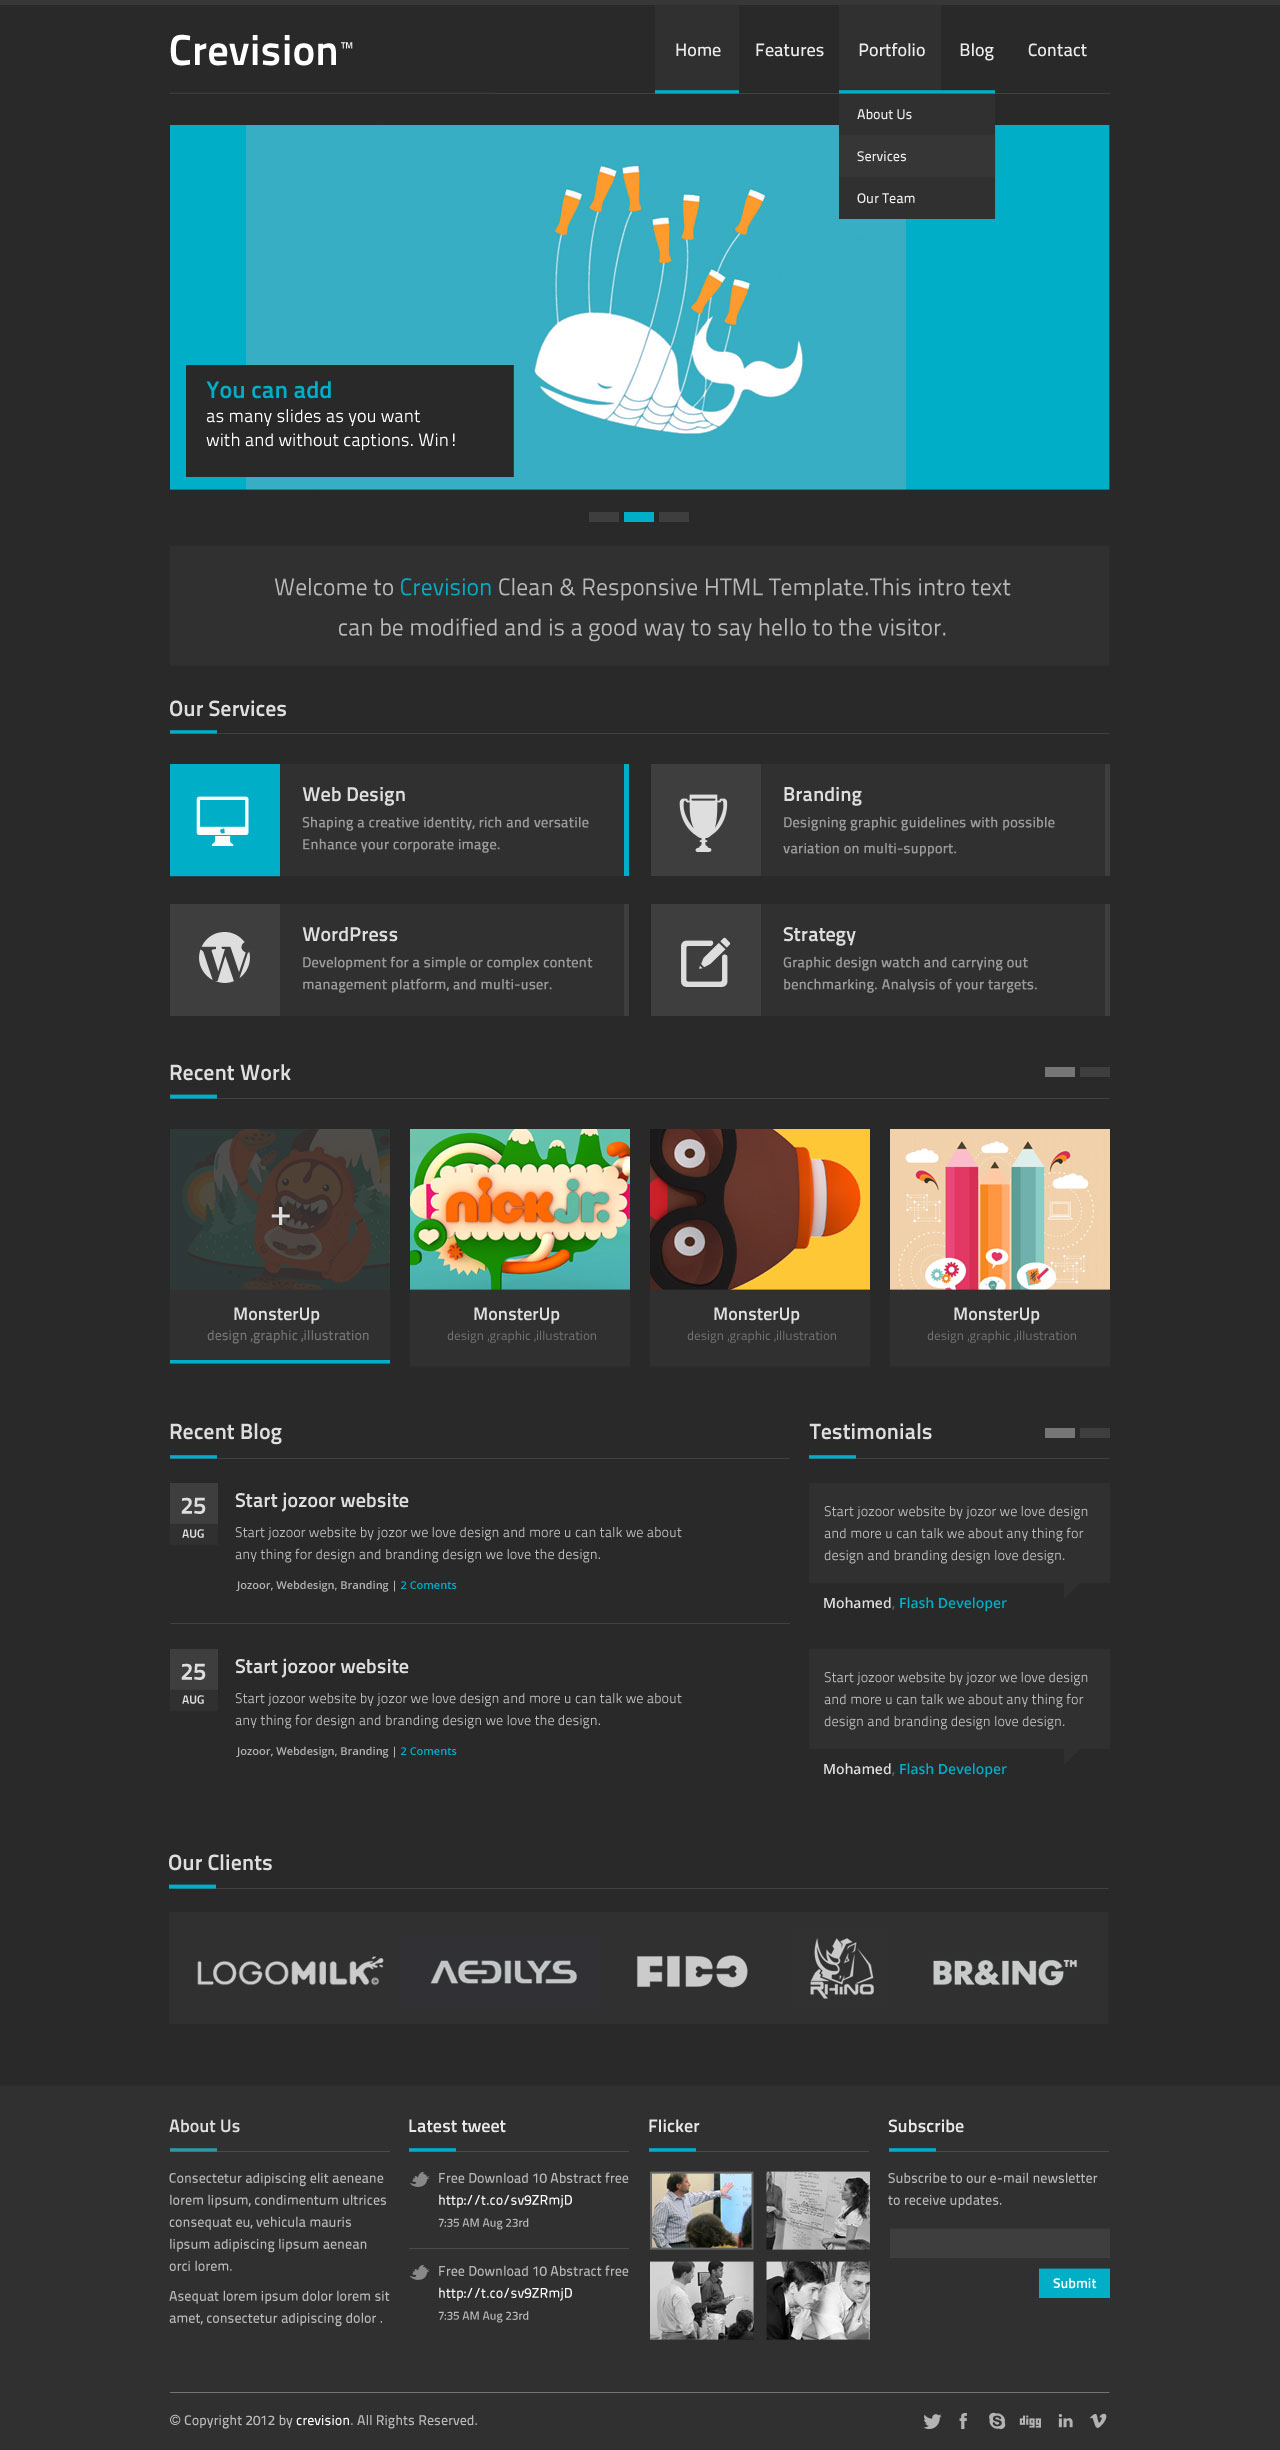 Crevision™
Home Features Portfolio Blog Contact
About Us
Services
Our Team
You can add
as many slides as you want
with and without captions. Win!
Welcome to Crevision Clean & Responsive HTML Template.This intro text
can be modified and is a good way to say hello to the visitor.
Our Services
Web Design
Shaping a creative identity, rich and versatile
Enhance your corporate image.
Branding
Designing graphic guidelines with possible
variation on multi-support.
WordPress
Development for a simple or complex content
management platform, and multi-user.
Strategy
Graphic design watch and carrying out
benchmarking. Analysis of your targets.
Recent Work
nick jr.
MonsterUp
design ,graphic ,illustration
MonsterUp
design ,graphic ,illustration
MonsterUp
design ,graphic ,illustration
MonsterUp
design ,graphic ,illustration
Recent Blog
25
AUG
Start jozoor website
Start jozoor website by jozor we love design and more u can talk we about
any thing for design and branding design we love the design.
Jozoor, Webdesign, Branding | 2 Coments
25
AUG
Start jozoor website
Start jozoor website by jozor we love design and more u can talk we about
any thing for design and branding design we love the design.
Jozoor, Webdesign, Branding | 2 Coments
Testimonials
Start jozoor website by jozor we love design
and more u can talk we about any thing for
design and branding design love design.
Mohamed, Flash Developer
Start jozoor website by jozor we love design
and more u can talk we about any thing for
design and branding design love design.
Mohamed, Flash Developer
Our Clients
LOGOMILK
AEDILYS
FIDO
RHINO
BR&ING™
About Us
Consectetur adipiscing elit aeneane
lorem lipsum, condimentum ultrices
consequat eu, vehicula mauris
lipsum adipiscing lipsum aenean
orci lorem.
Asequat lorem ipsum dolor lorem sit
amet, consectetur adipiscing dolor .
Latest tweet
Free Download 10 Abstract free
http://t.co/sv9ZRmjD
7:35 AM Aug 23rd
Free Download 10 Abstract free
http://t.co/sv9ZRmjD
7:35 AM Aug 23rd
Flicker
Subscribe
Subscribe to our e-mail newsletter
to receive updates.
Submit
© Copyright 2012 by crevision. All Rights Reserved.
digg in